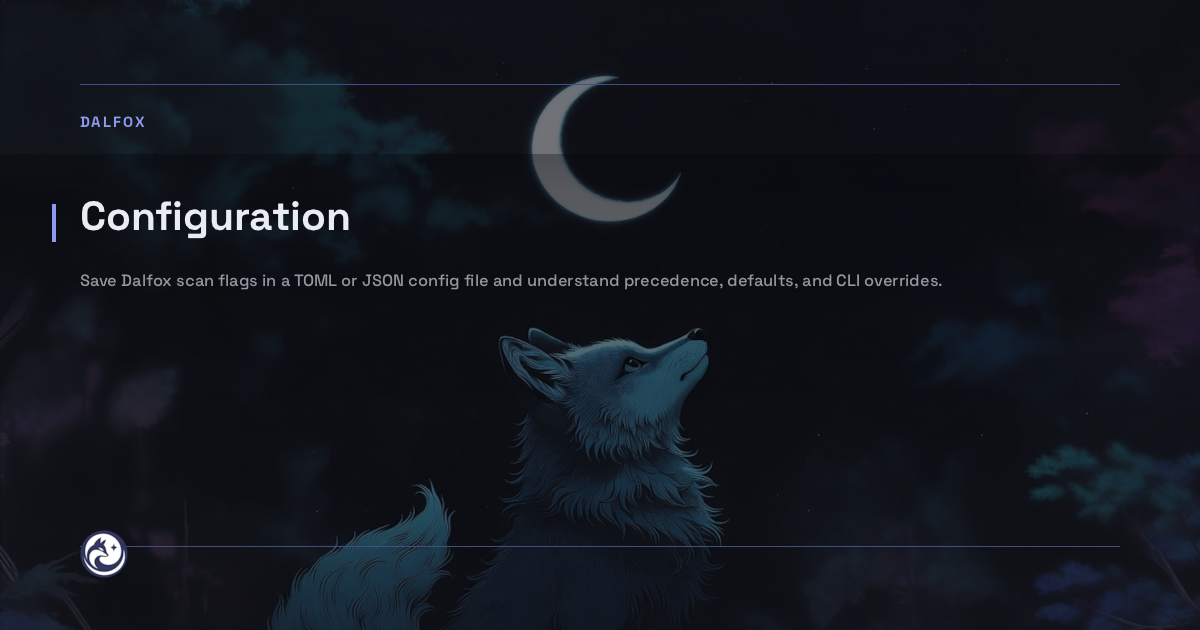 DALFOX
Configuration
Save Dalfox scan flags in a TOML or JSON config file and understand precedence, defaults, and CLI overrides.